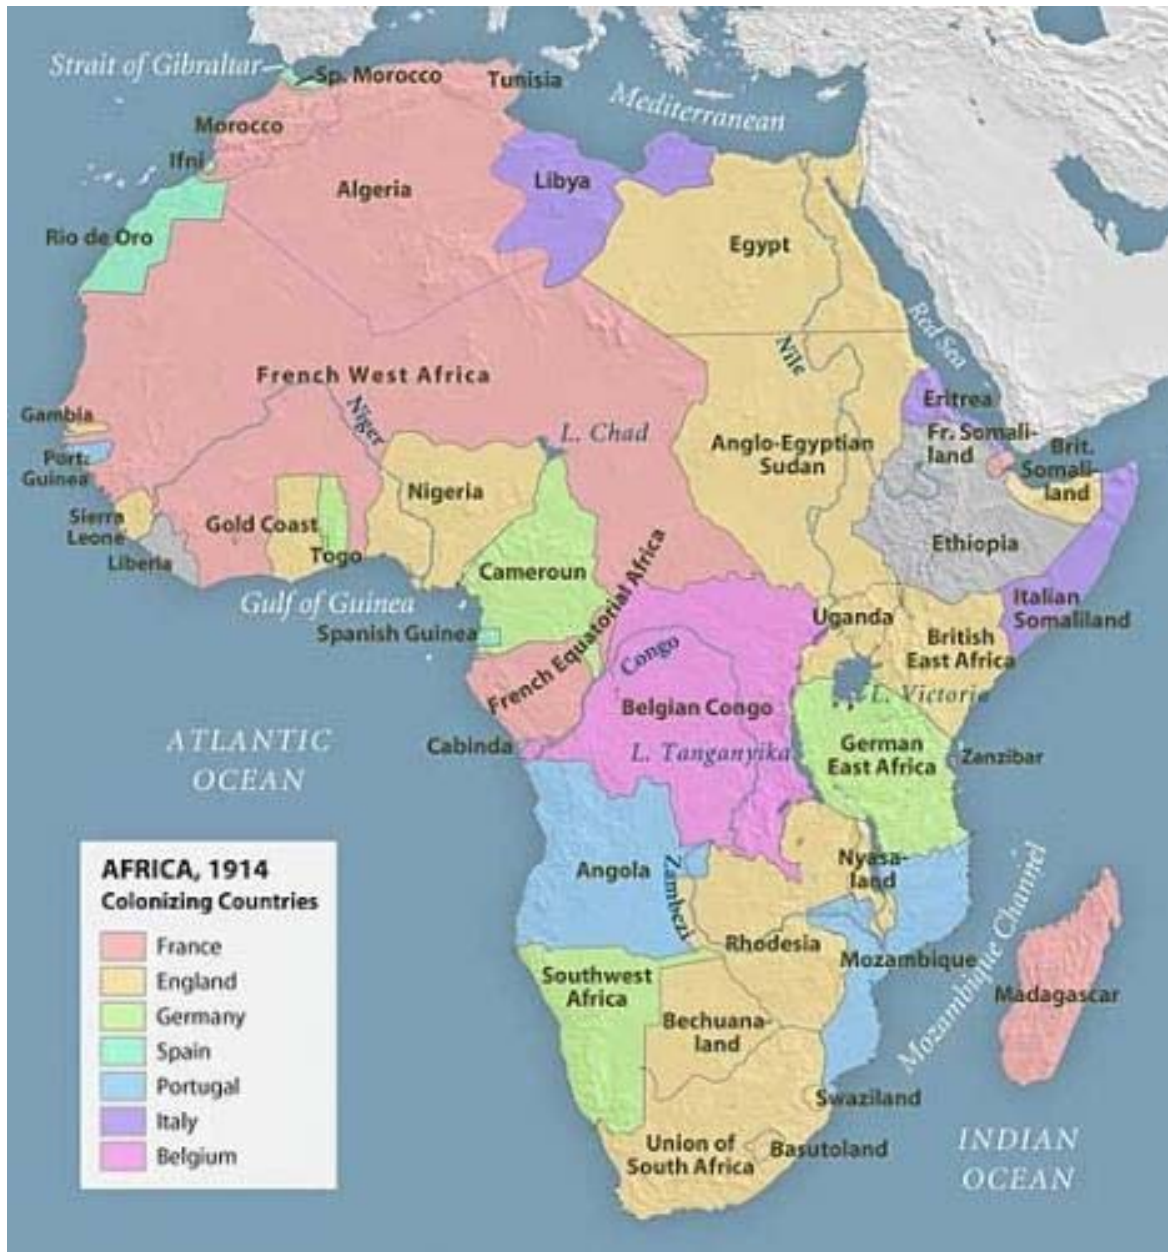 Strait of Gibraltar
Sp. Morocco
Tunisia
Mediterranean
Morocco
Ifni
Algeria
Libya
Rio de Oro
Egypt
Red Sea
Nile
French West Africa
Niger
Eritrea
Gambia
L. Chad
Fr. Somali-
land
Anglo-Egyptian
Sudan
Brit.
Somali-
land
Port.
Guinea
Nigeria
Sierra
Leone
Gold Coast
Togo
Liberia
Ethiopia
Cameroun
Gulf of Guinea
Italian
Somaliland
Uganda
Spanish Guinea
British
East Africa
French Equatorial Africa
Congo
L. Victoria
Belgian Congo
ATLANTIC
OCEAN
Cabinda
L. Tanganyika
German
East Africa
Zanzibar
Angola
Zambezi
Nyasa-
land
Mozambique Channel
Rhodesia
Mozambique
Southwest
Africa
Madagascar
Bechuana-
land
Swaziland
Union of
South Africa
Basutoland
INDIAN
OCEAN
AFRICA, 1914
Colonizing Countries
France
England
Germany
Spain
Portugal
Italy
Belgium